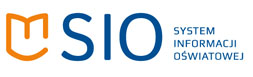 SIO
SYSTEM
INFORMACJI
OŚWIATOWEJ